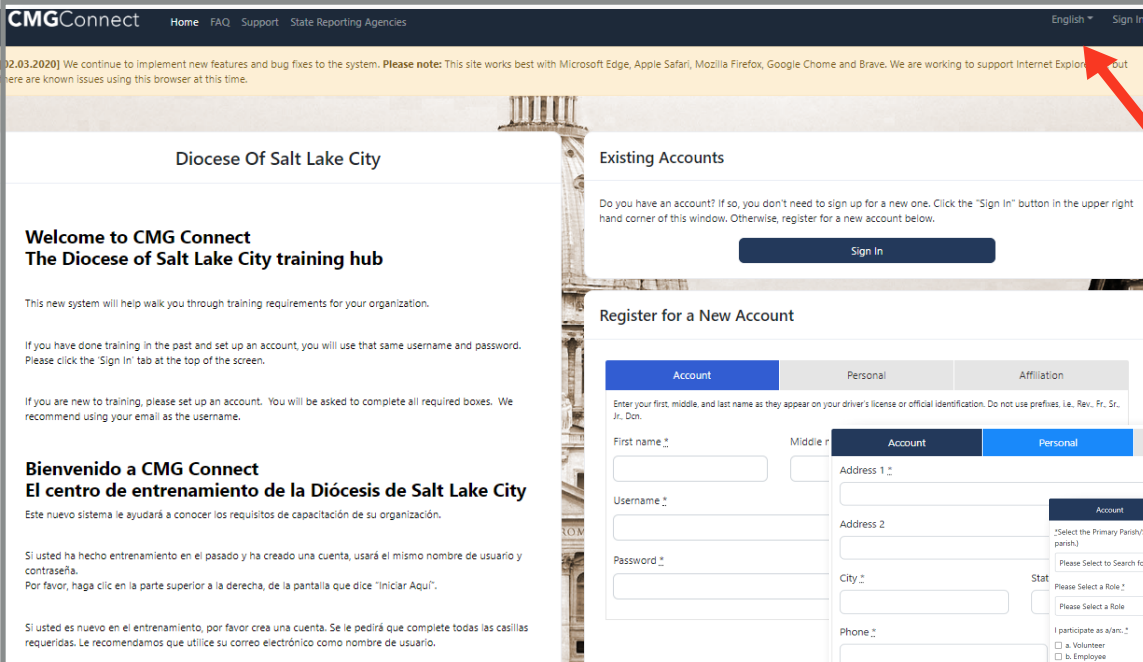 CMGConnect Home FAQ Support State Reporting Agencies English Sign In
02.03.2020] We continue to implement new features and bug fixes to the system. Please note: This site works best with Microsoft Edge, Apple Safari, Mozilla Firefox, Google Chome and Brave. We are working to support Internet Explorer but
there are known issues using this browser at this time.
Diocese Of Salt Lake City
Welcome to CMG Connect
The Diocese of Salt Lake City training hub
This new system will help walk you through training requirements for your organization.
If you have done training in the past and set up an account, you will use that same username and password.
Please click the 'Sign In' tab at the top of the screen.
If you are new to training, please set up an account. You will be asked to complete all required boxes. We
recommend using your email as the username.
Bienvenido a CMG Connect
El centro de entrenamiento de la Diócesis de Salt Lake City
Este nuevo sistema le ayudará a conocer los requisitos de capacitación de su organización.
Si usted ha hecho entrenamiento en el pasado y ha creado una cuenta, usará el mismo nombre de usuario y
contraseña.
Por favor, haga clic en la parte superior a la derecha, de la pantalla que dice "Iniciar Aquí".
Si usted es nuevo en el entrenamiento, por favor crea una cuenta. Se le pedirá que complete todas las casillas
requeridas. Le recomendamos que utilice su correo electrónico como nombre de usuario.
Existing Accounts
Do you have an account? If so, you don't need to sign up for a new one. Click the "Sign In" button in the upper right
hand corner of this window. Otherwise, register for a new account below.
Sign In
Register for a New Account
Account Personal Affiliation
Enter your first, middle, and last name as they appear on your driver's license or official identification. Do not use prefixes, i.e., Rev., Fr., Sr.,
Jr., Dcn.
First name * Middle
Username *
Password *
Account Personal
Address 1 *
Address 2
City * Stat
Phone *
Account
*Select the Primary Parish/
parish.)
Please Select to Search fo
Please Select a Role *
Please Select a Role
I participate as a/an:. *
a. Volunteer
b. Employee